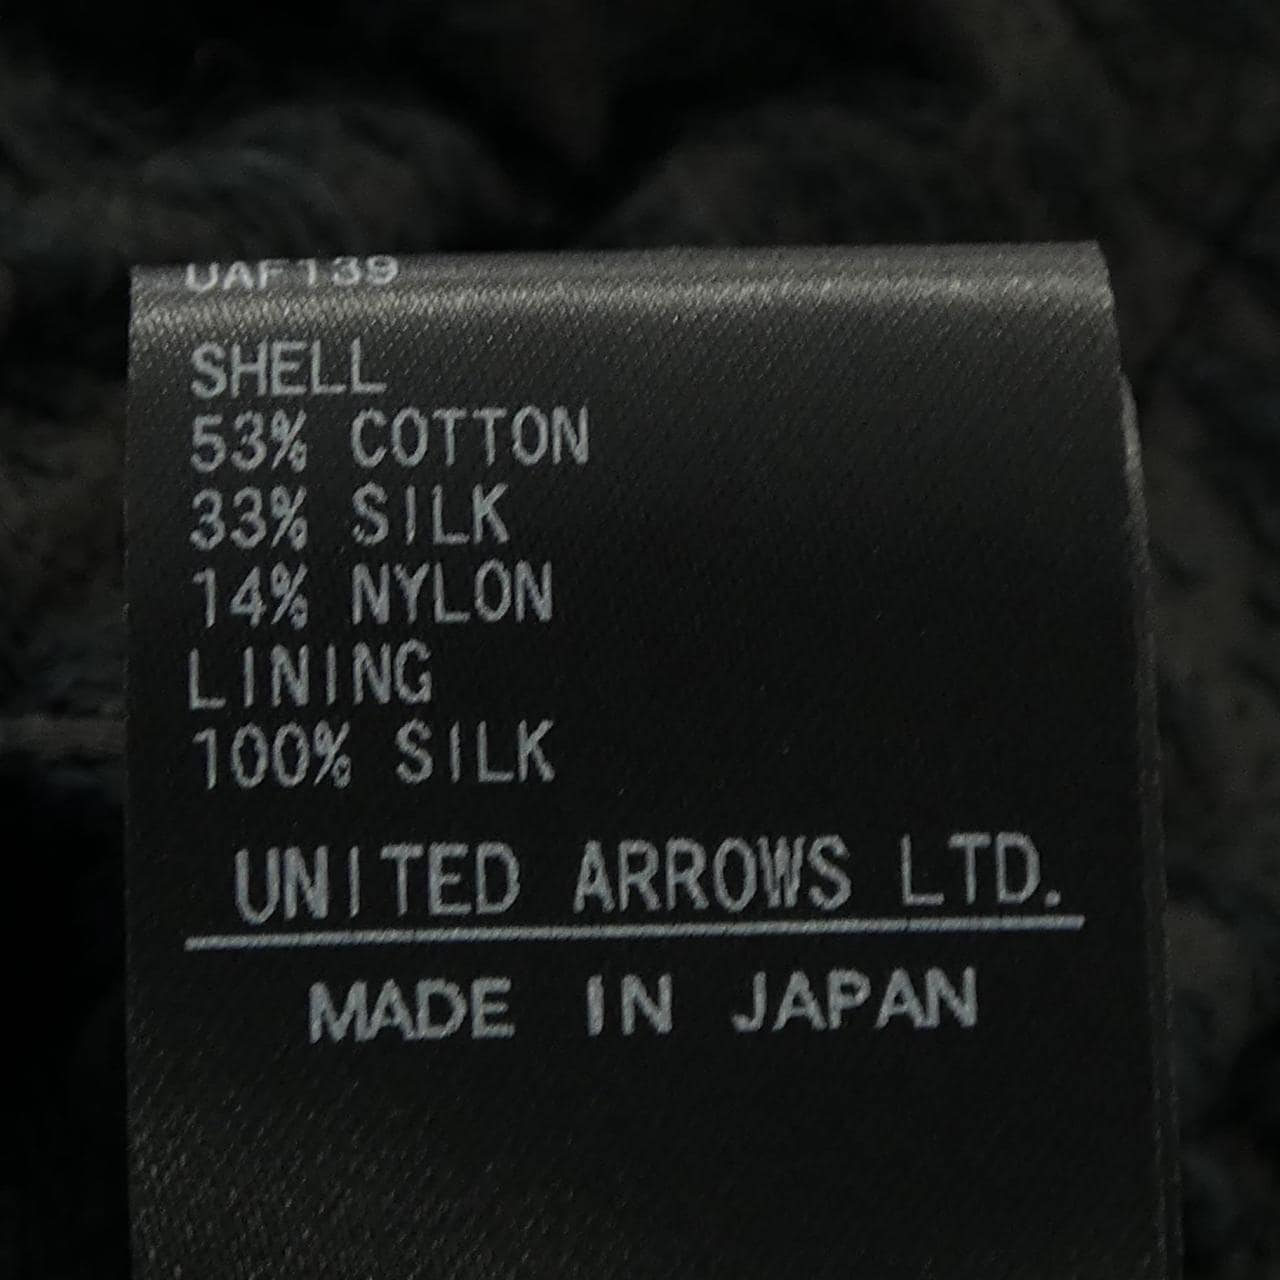 UAF139
SHELL
53% COTTON
33% SILK
14% NYLON
LINING
100% SILK
UNITED ARROWS LTD.
MADE IN JAPAN